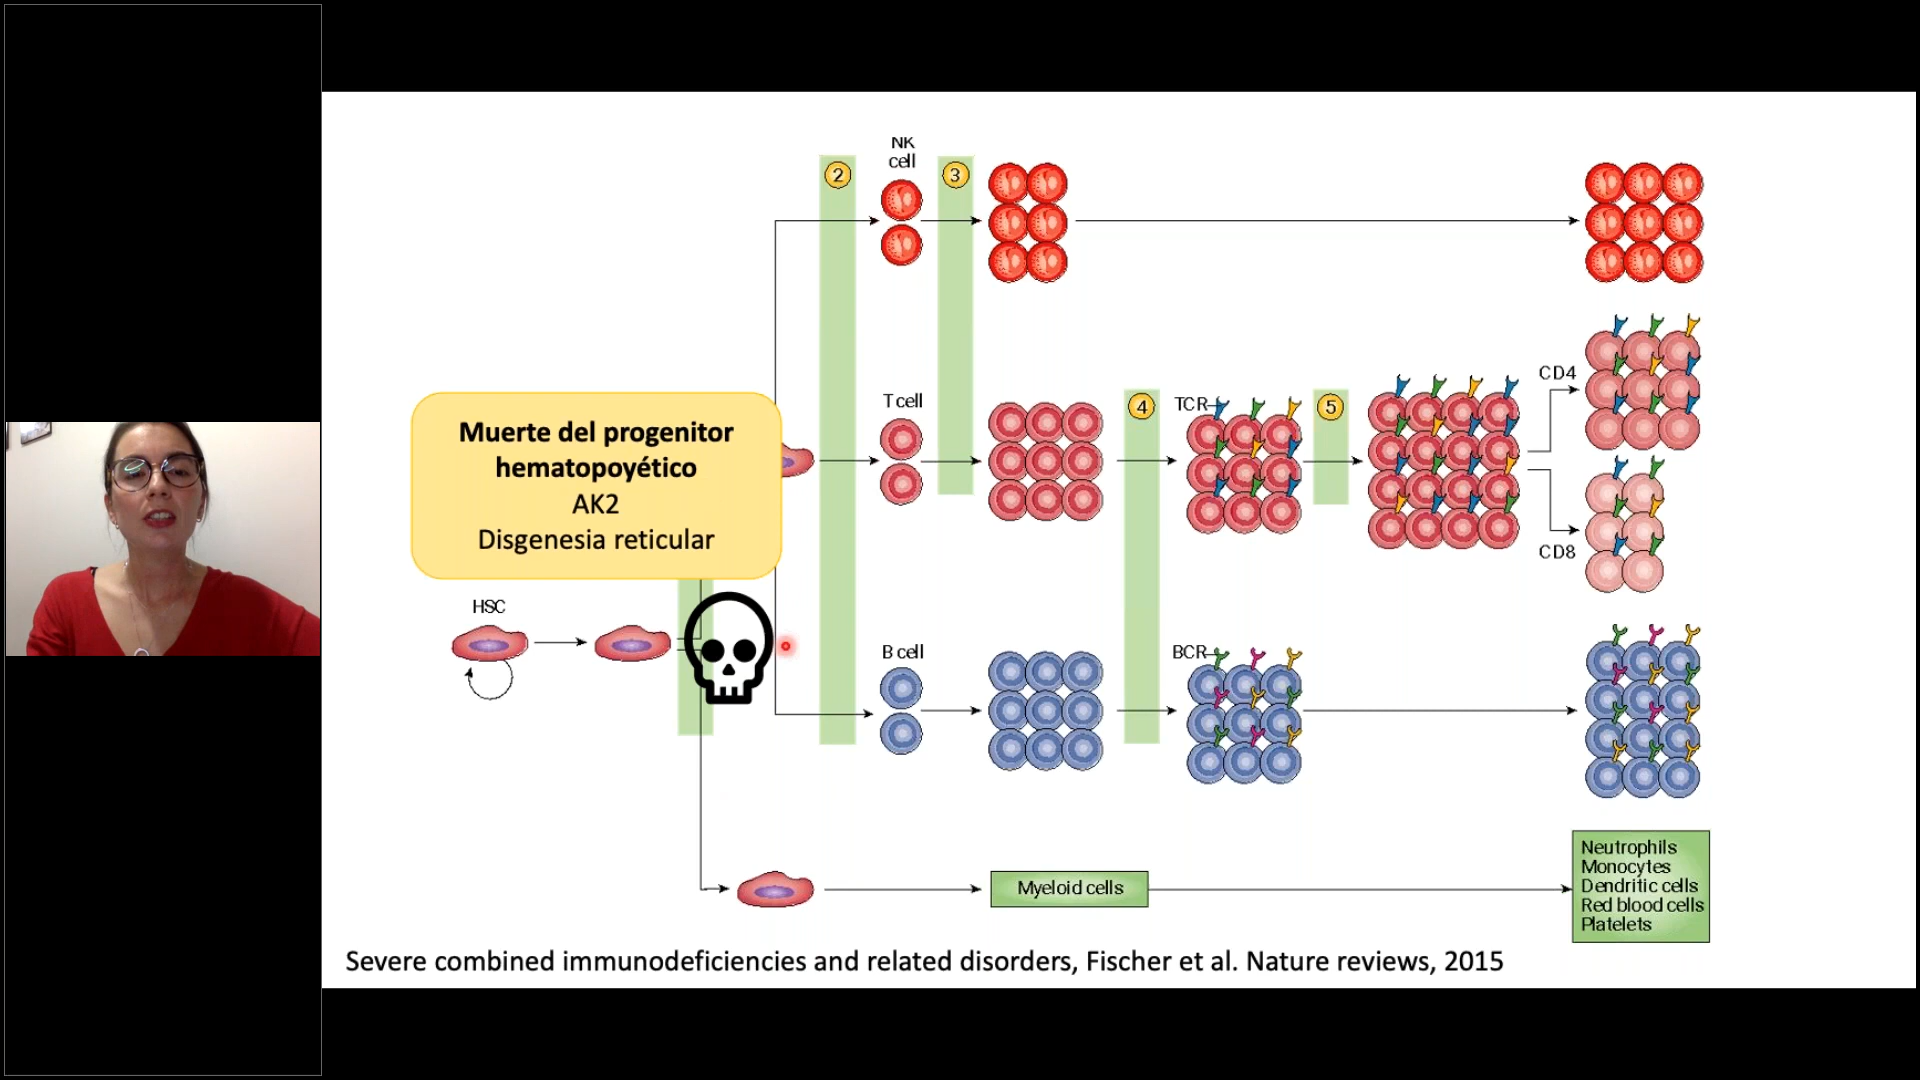 NK
cell
2
3
T cell
4
TCR
5
CD4
CD8
Muerte del progenitor
hematopoyético
AK2
Disgenesia reticular
HSC
B cell
BCR
Myeloid cells
Neutrophils
Monocytes
Dendritic cells
Red blood cells
Platelets
Severe combined immunodeficiencies and related disorders, Fischer et al. Nature reviews, 2015